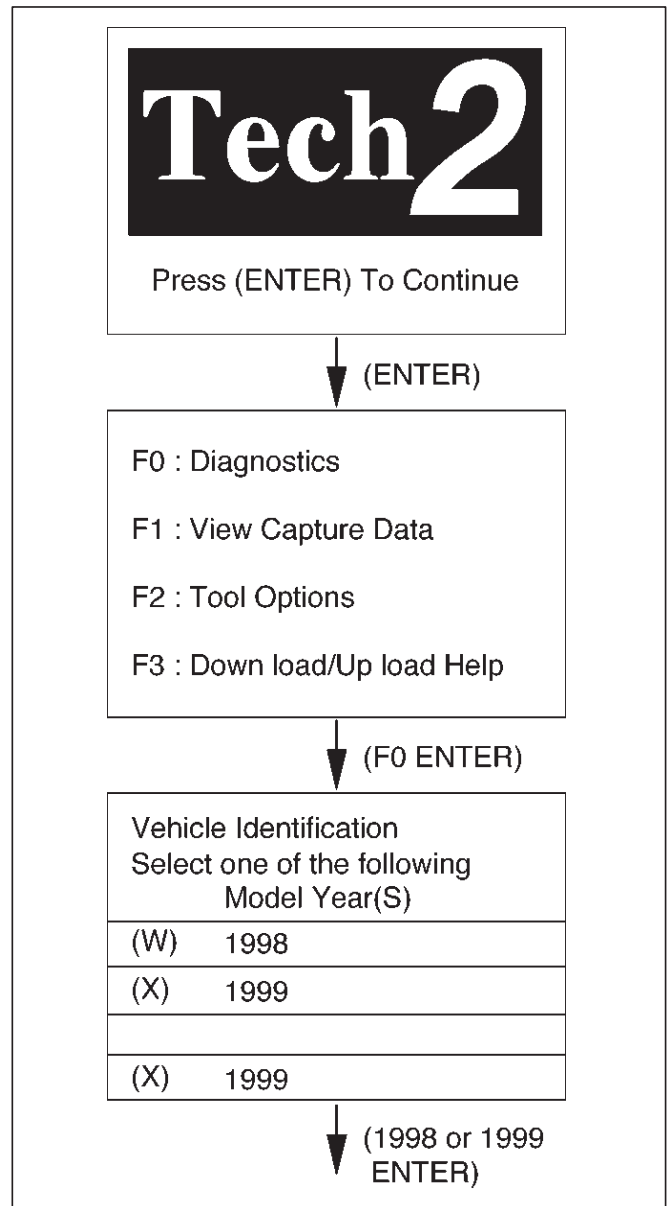 Tech2
Press (ENTER) To Continue
(ENTER)
F0 : Diagnostics
F1 : View Capture Data
F2 : Tool Options
F3 : Down load/Up load Help
(F0 ENTER)
Vehicle Identification
Select one of the following
Model Year(S)
(W) 1998
(X) 1999
(X) 1999
(1998 or 1999
ENTER)